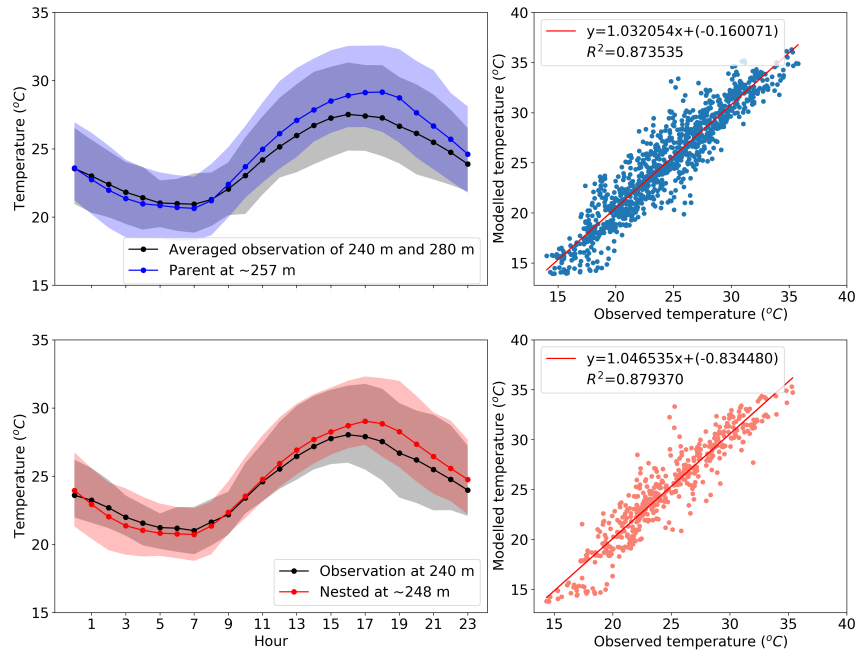 35
30
25
20
15
Temperature (°C)
Averaged observation of 240 m and 280 m
Parent at ~257 m
40
35
30
25
20
15
Modelled temperature (°C)
y=1.032054x+(-0.160071)
R²=0.873535
15 20 25 30 35 40
Observed temperature (°C)
35
30
25
20
15
Temperature (°C)
Observation at 240 m
Nested at ~248 m
1 3 5 7 9 11 13 15 17 19 21 23
Hour
40
35
30
25
20
15
Modelled temperature (°C)
y=1.046535x+(-0.834480)
R²=0.879370
15 20 25 30 35 40
Observed temperature (°C)